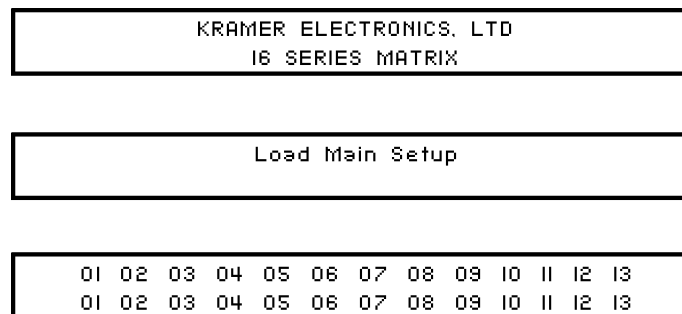 KRAMER ELECTRONICS, LTD
16 SERIES MATRIX
Load Main Setup
01 02 03 04 05 06 07 08 09 10 11 12 13
01 02 03 04 05 06 07 08 09 10 11 12 13